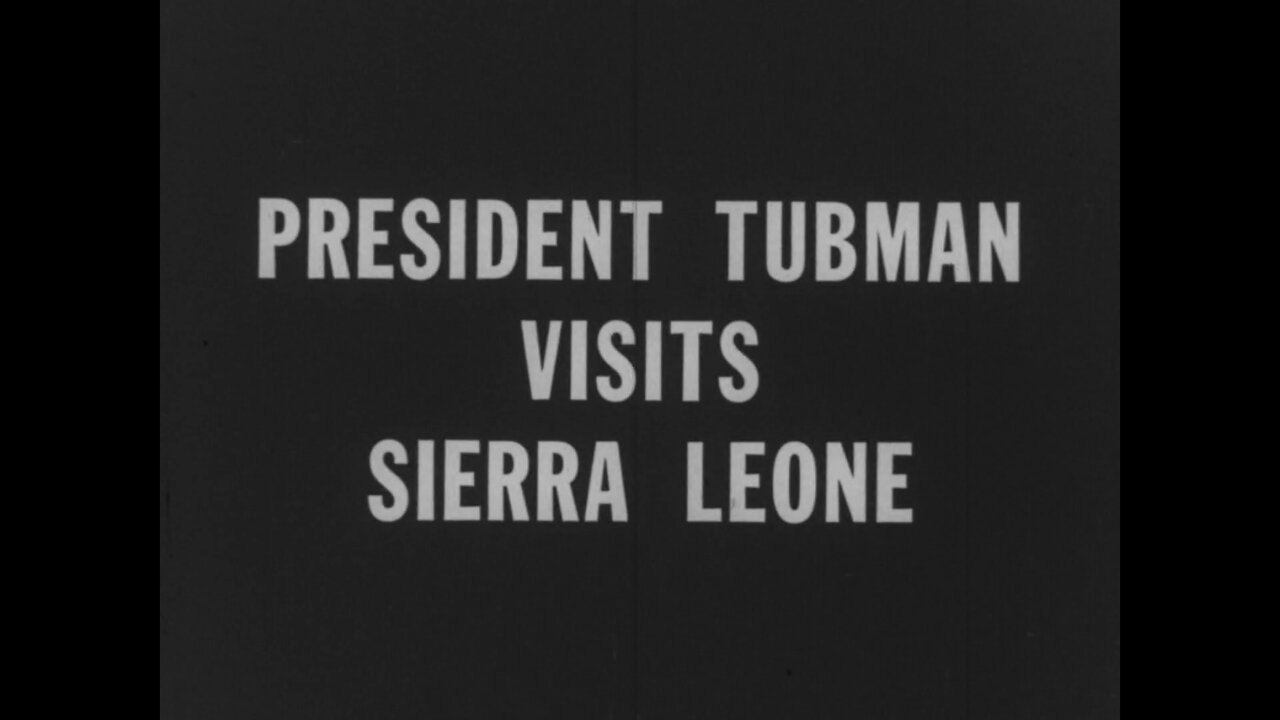 PRESIDENT TUBMAN
VISITS
SIERRA LEONE